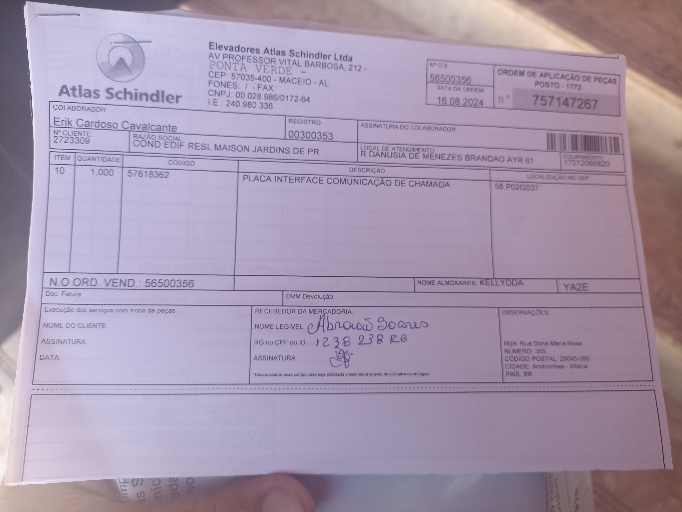 Atlas Schindler
Elevadores Atlas Schindler Ltda
AV PROFESSOR VITAL BARBOSA, 212 -
PONTA VERDE -
CEP: 57035-400 - MACEIO - AL
FONES: / - FAX:
CNPJ: 00.028.986/0172-64
I.E.: 240.980.336
Nº O.S.
56500356
DATA DA ORDEM
16.08.2024
ORDEM DE APLICAÇÃO DE PEÇAS
POSTO - 1772
N° 757147267
COLABORADOR
Erik Cardoso Cavalcante
REGISTRO
00300353
ASSINATURA DO COLABORADOR
Nº CLIENTE
2723309
RAZÃO SOCIAL
COND EDIF RESL MAISON JARDINS DE PR
LOCAL DE ATENDIMENTO
R DANUSIA DE MENEZES BRANDAO AYR 51
EQUIPAMENTO
ITEM QUANTIDADE CÓDIGO DESCRIÇÃO LOCALIZAÇÃO NO DEP.
10 1,000 57618362 PLACA INTERFACE COMUNICAÇÃO DE CHAMADA 58.P02G037
N.O ORD. VEND.: 56500356
NOME ALMOXARIFE: KELLYDDA
YA2E
Doc. Fatura
OVM Devolução:
Execução dos serviços com troca de peças
NOME DO CLIENTE
ASSINATURA
DATA:
RECEBEDOR DA MERCADORIA:
NOME LEGÍVEL: Abraão Soares
RG ou CPF ou ID: 1238238 RG
ASSINATURA:
OBSERVAÇÕES
RUA: Rua Dona Maria Rosa
NÚMERO: 355
CÓDIGO POSTAL: 29045-090
CIDADE: Andorinhas - Vitória
PAÍS: BR